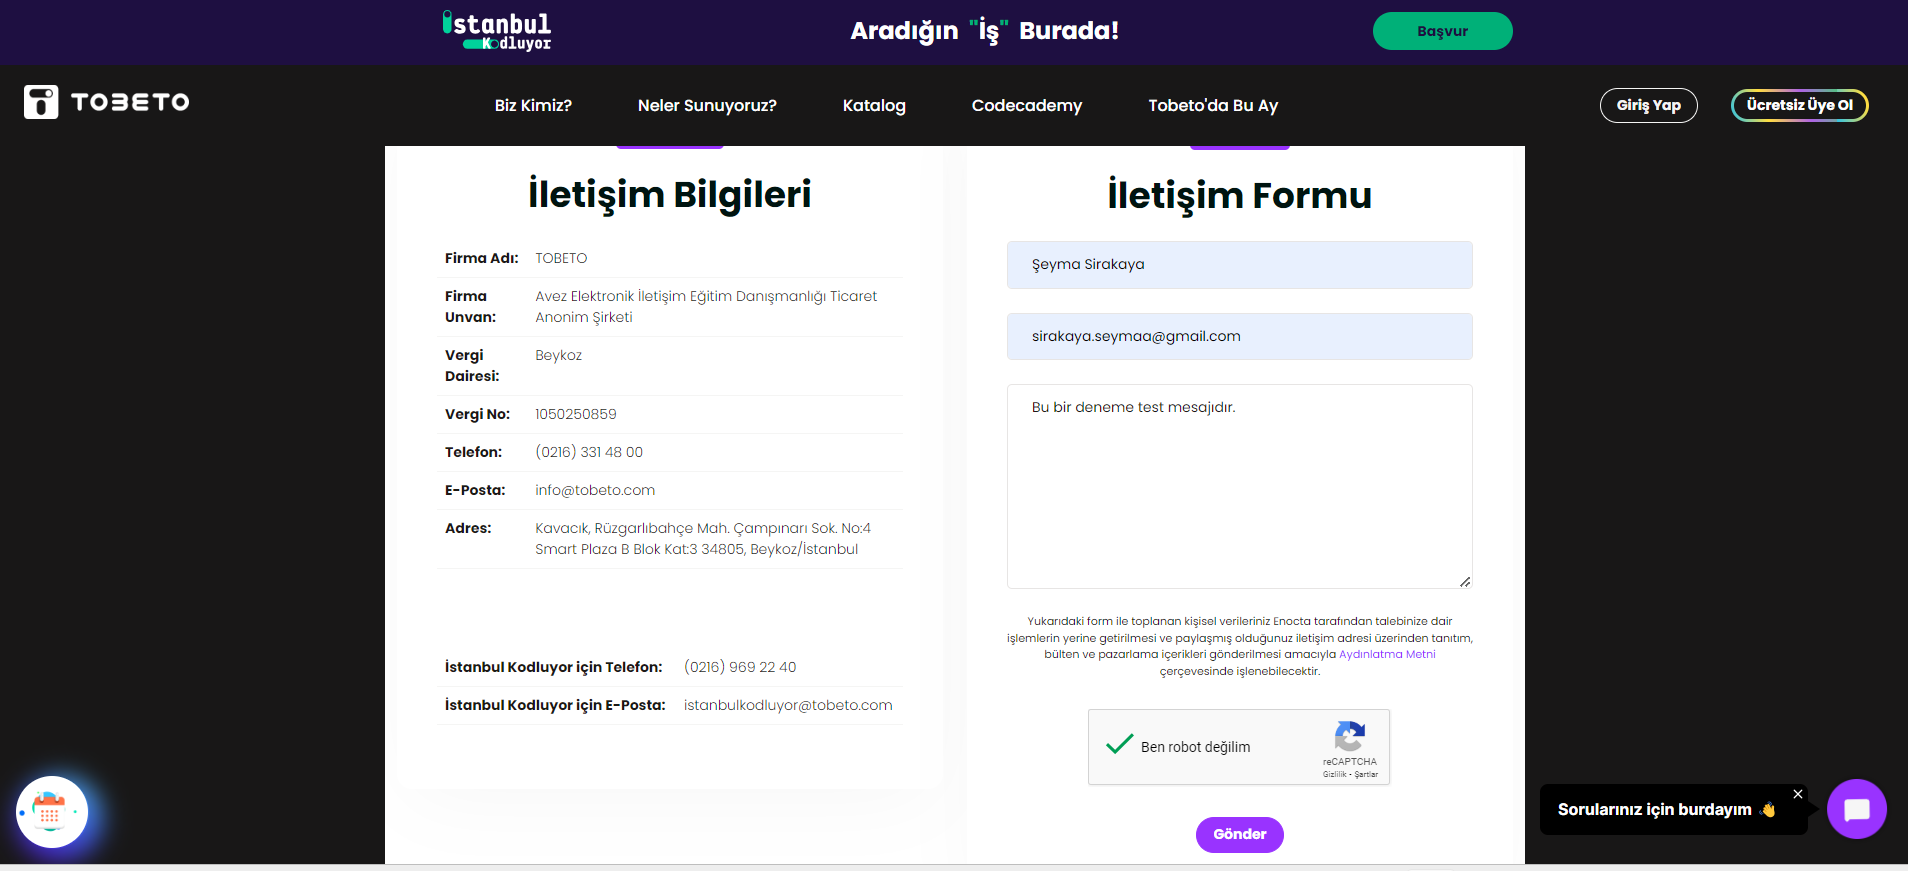 istanbul
Kodluyor
Aradığın "İş" Burada!
Başvur
TOBETO
Biz Kimiz?
Neler Sunuyoruz?
Katalog
Codecademy
Tobeto'da Bu Ay
Giriş Yap
Ücretsiz Üye Ol
İletişim Bilgileri
Firma Adı: TOBETO
Firma Unvan: Avez Elektronik İletişim Eğitim Danışmanlığı Ticaret
Anonim Şirketi
Vergi Dairesi: Beykoz
Vergi No: 1050250859
Telefon: (0216) 331 48 00
E-Posta: info@tobeto.com
Adres: Kavacık, Rüzgarlıbahçe Mah. Çampınarı Sok. No:4
Smart Plaza B Blok Kat:3 34805, Beykoz/İstanbul
İstanbul Kodluyor için Telefon: (0216) 969 22 40
İstanbul Kodluyor için E-Posta: istanbulkodluyor@tobeto.com
İletişim Formu
Şeyma Sirakaya
sirakaya.seymaa@gmail.com
Bu bir deneme test mesajıdır.
Yukarıdaki form ile toplanan kişisel verileriniz Enocta tarafından talebinize dair
işlemlerin yerine getirilmesi ve paylaşmış olduğunuz iletişim adresi üzerinden tanıtım,
bülten ve pazarlama içerikleri gönderilmesi amacıyla Aydınlatma Metni
çerçevesinde işlenebilecektir.
Ben robot değilim
reCAPTCHA
Gizlilik - Şartlar
Gönder
Sorularınız için burdayım 👋